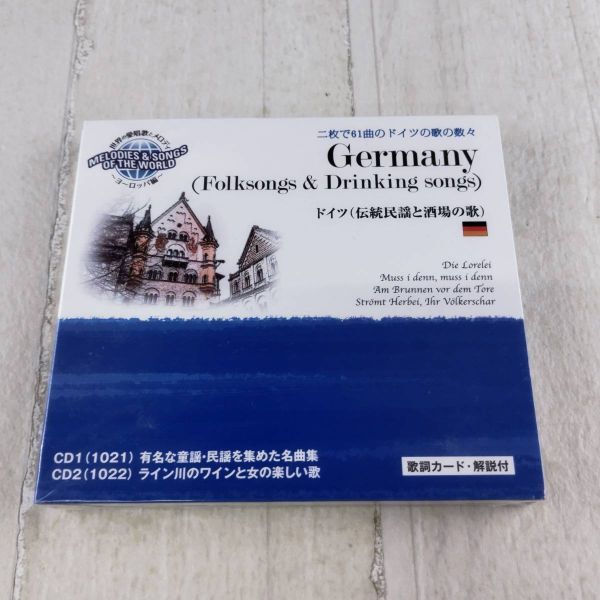 世界の愛唱歌とメロディ
MELODIES & SONGS
OF THE WORLD
～ヨーロッパ編～
二枚で61曲のドイツの歌の数々
Germany
(Folksongs & Drinking songs)
ドイツ(伝統民謡と酒場の歌)
Die Lorelei
Muss i denn, muss i denn
Am Brunnen vor dem Tore
Strömt Herbei, Ihr Völkerschar
CD1(1021) 有名な童謡・民謡を集めた名曲集
CD2(1022) ライン川のワインと女の楽しい歌
歌詞カード・解説付